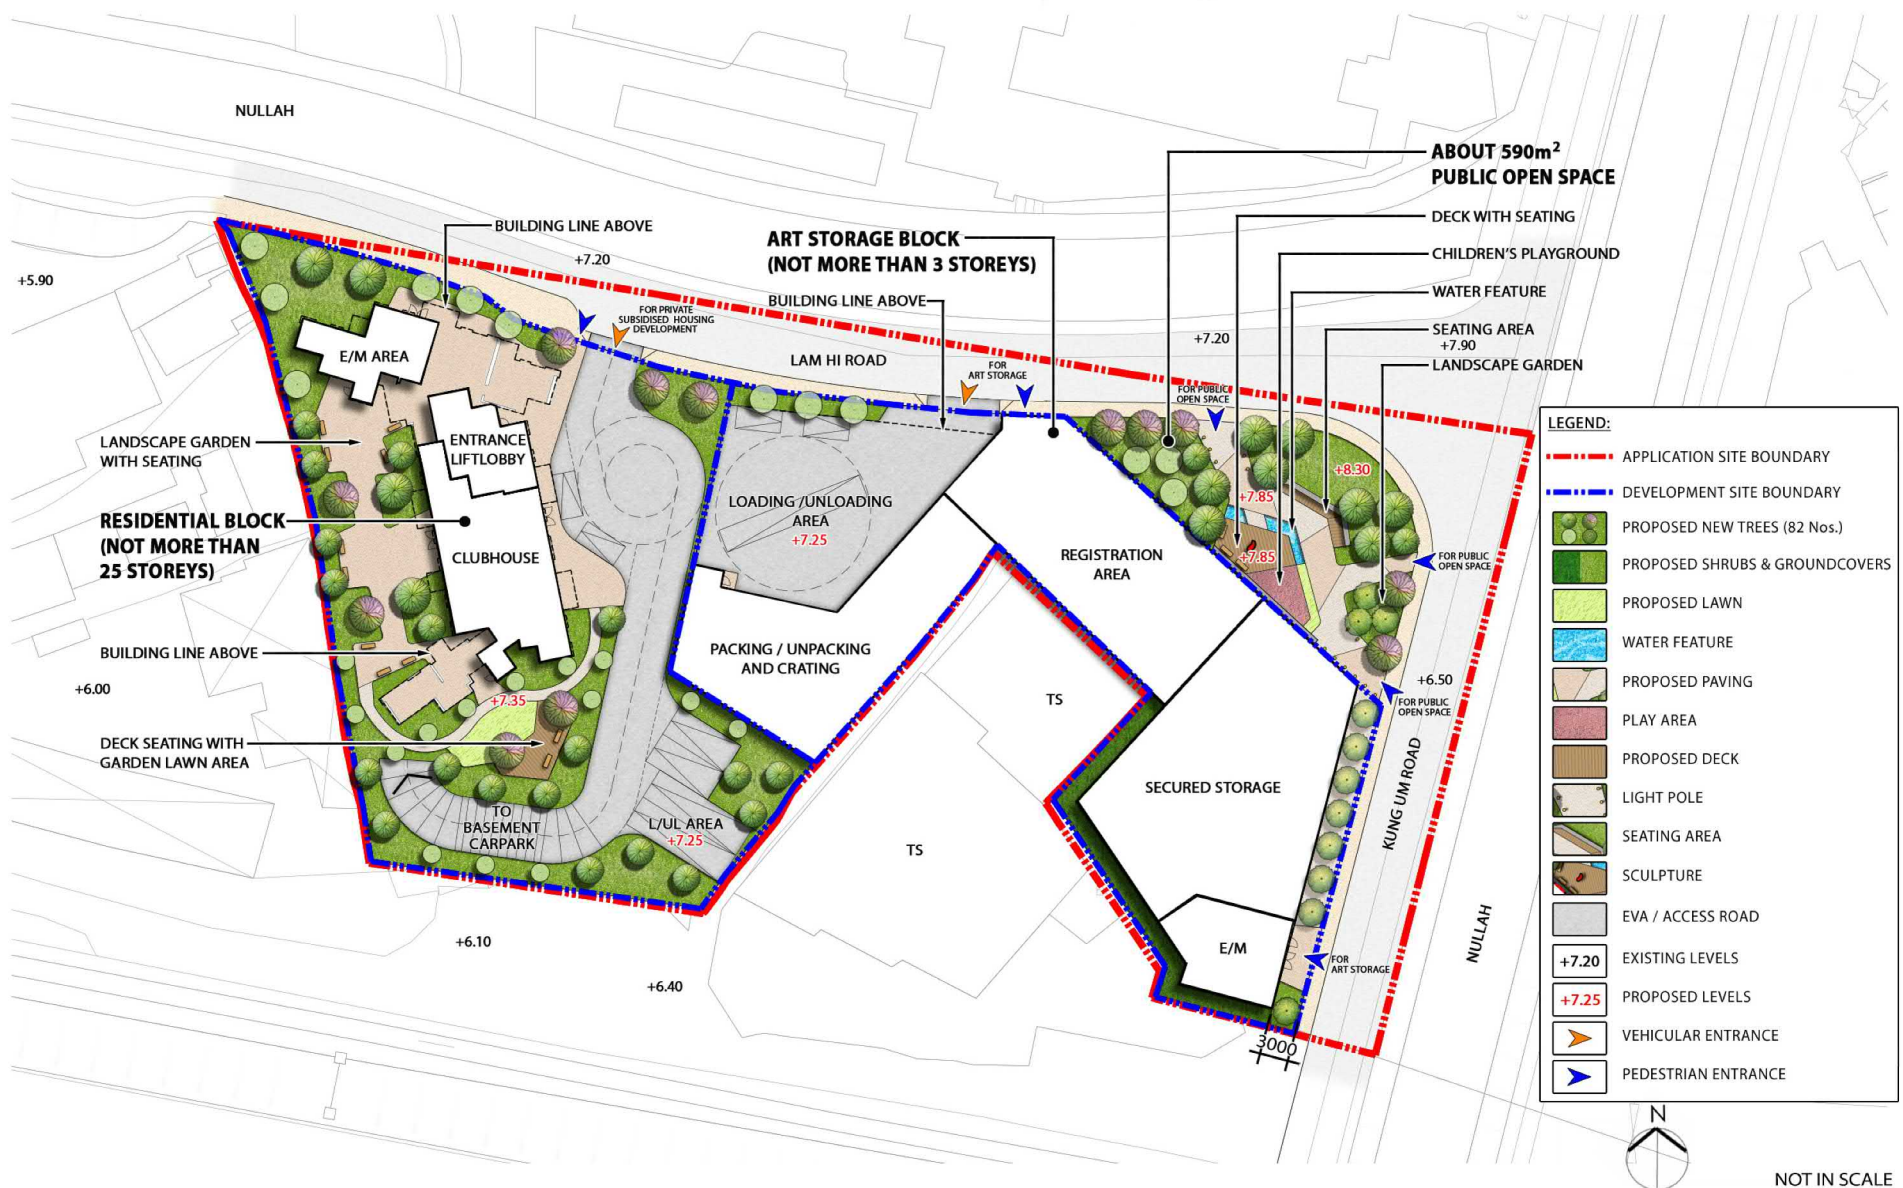 NULLAH
ABOUT 590m²
PUBLIC OPEN SPACE
DECK WITH SEATING
CHILDREN'S PLAYGROUND
WATER FEATURE
SEATING AREA
+7.90
LANDSCAPE GARDEN
BUILDING LINE ABOVE
+7.20
ART STORAGE BLOCK
(NOT MORE THAN 3 STOREYS)
BUILDING LINE ABOVE
+5.90
FOR PRIVATE
SUBSIDISED HOUSING
DEVELOPMENT
+7.20
LAM HI ROAD
FOR
ART STORAGE
FOR PUBLIC
OPEN SPACE
E/M AREA
LANDSCAPE GARDEN
WITH SEATING
ENTRANCE
LIFTLOBBY
+8.30
+7.85
LOADING /UNLOADING
AREA
+7.25
RESIDENTIAL BLOCK
(NOT MORE THAN
25 STOREYS)
CLUBHOUSE
REGISTRATION
AREA
+7.85
FOR PUBLIC
OPEN SPACE
BUILDING LINE ABOVE
PACKING / UNPACKING
AND CRATING
+6.00
+7.35
TS
+6.50
FOR PUBLIC
OPEN SPACE
DECK SEATING WITH
GARDEN LAWN AREA
SECURED STORAGE
KUNG UM ROAD
TO
BASEMENT
CARPARK
L/UL AREA
+7.25
TS
+6.10
+6.40
E/M
FOR
ART STORAGE
NULLAH
3000
LEGEND:
APPLICATION SITE BOUNDARY
DEVELOPMENT SITE BOUNDARY
PROPOSED NEW TREES (82 Nos.)
PROPOSED SHRUBS & GROUNDCOVERS
PROPOSED LAWN
WATER FEATURE
PROPOSED PAVING
PLAY AREA
PROPOSED DECK
LIGHT POLE
SEATING AREA
SCULPTURE
EVA / ACCESS ROAD
+7.20 EXISTING LEVELS
+7.25 PROPOSED LEVELS
VEHICULAR ENTRANCE
PEDESTRIAN ENTRANCE
N
NOT IN SCALE